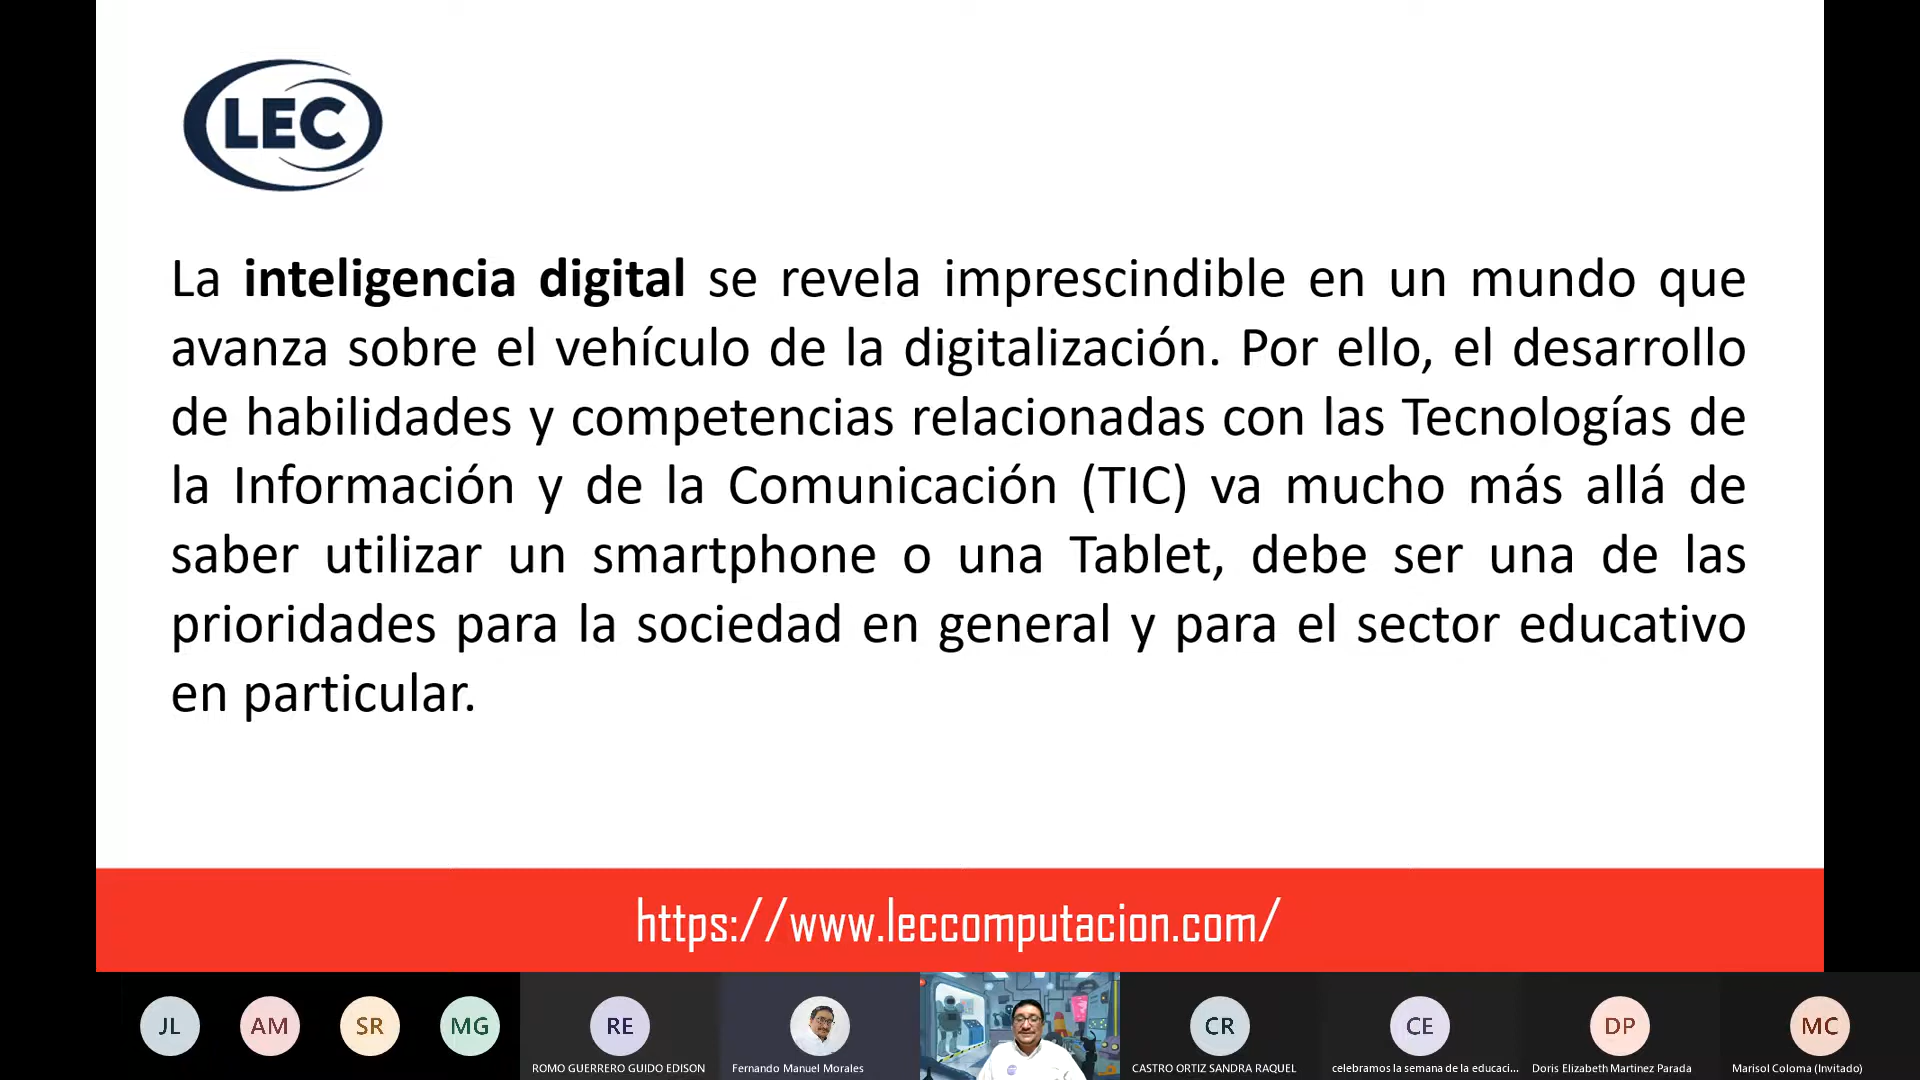 LEC
La inteligencia digital se revela imprescindible en un mundo que
avanza sobre el vehículo de la digitalización. Por ello, el desarrollo
de habilidades y competencias relacionadas con las Tecnologías de
la Información y de la Comunicación (TIC) va mucho más allá de
saber utilizar un smartphone o una Tablet, debe ser una de las
prioridades para la sociedad en general y para el sector educativo
en particular.
https://www.leccomputacion.com/
JL
AM
SR
MG
RE
CR
CE
DP
MC
ROMO GUERRERO GUIDO EDISON
Fernando Manuel Morales
CASTRO ORTIZ SANDRA RAQUEL
celebramos la semana de la educaci...
Doris Elizabeth Martinez Parada
Marisol Coloma (Invitado)